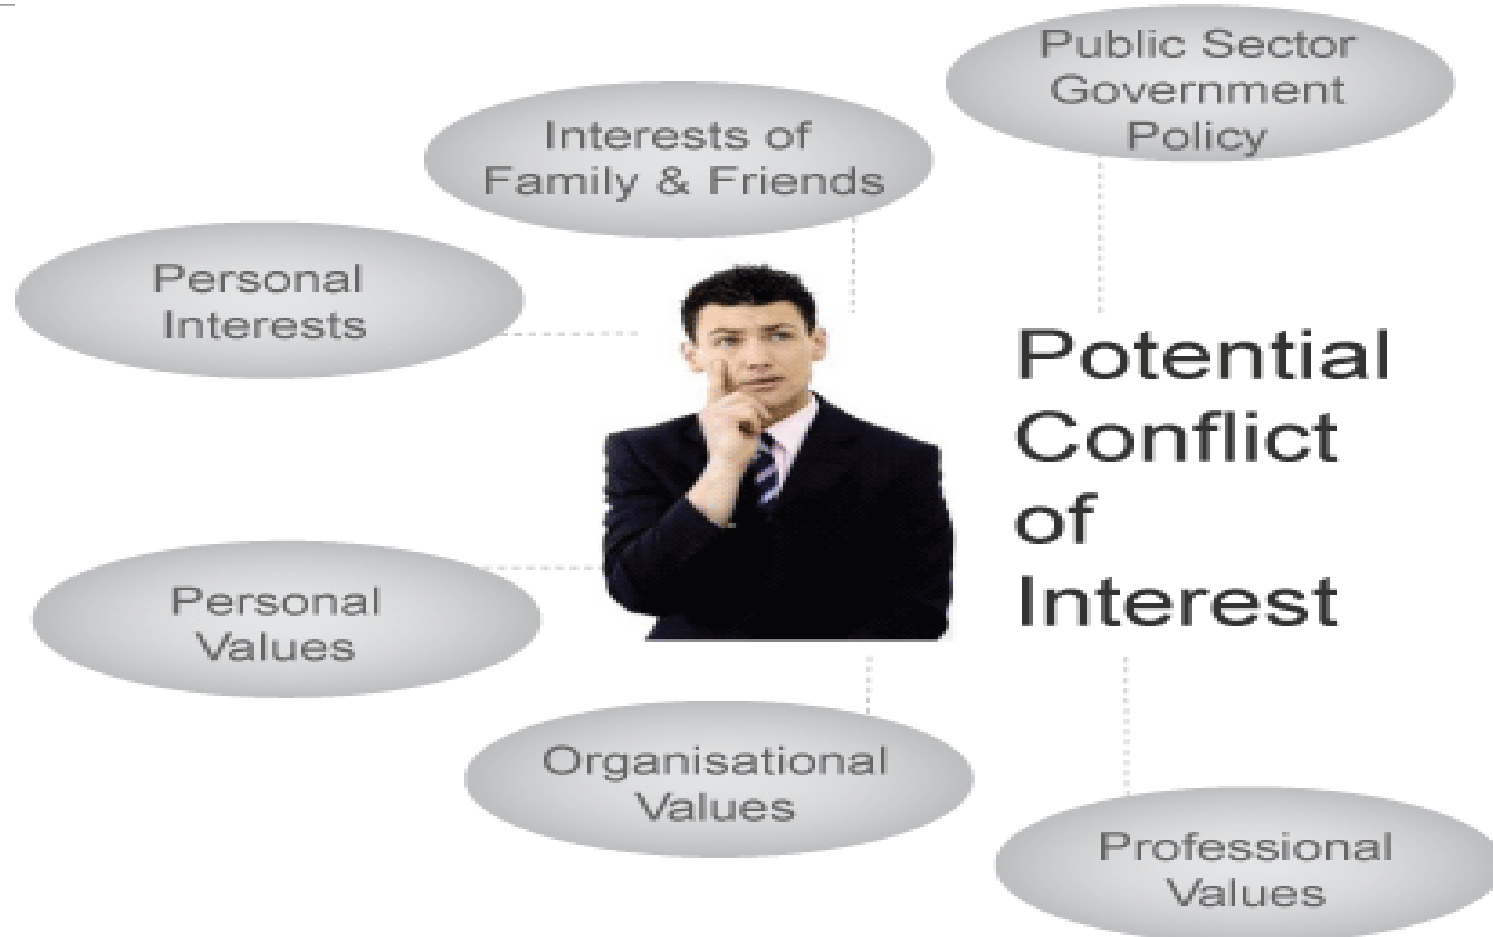 Public Sector
Government
Policy
Interests of
Family & Friends
Personal
Interests
Potential
Conflict
of
Interest
Personal
Values
Organisational
Values
Professional
Values